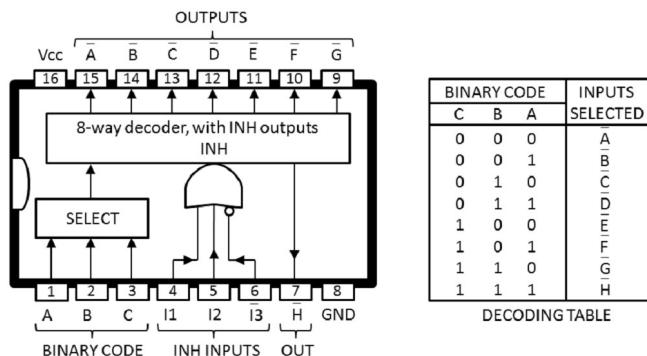 OUTPUTS
Vcc A̅ B̅ C̅ D̅ E̅ F̅ G̅
16 15 14 13 12 11 10 9
8-way decoder, with INH outputs
INH
SELECT
1 2 3 4 5 6 7 8
A B C I1 I2 I̅3̅ H̅ GND
BINARY CODE INH INPUTS OUT
BINARY CODE INPUTS
C B A SELECTED
0 0 0 A̅
0 0 1 B̅
0 1 0 C̅
0 1 1 D̅
1 0 0 E̅
1 0 1 F̅
1 1 0 G̅
1 1 1 H̅
DECODING TABLE